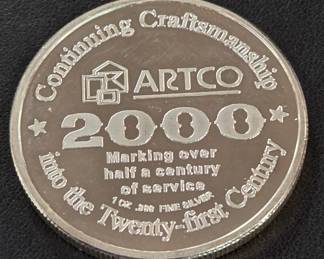 Continuing Craftsmanship
ARTCO
2000
Marking over
half a century
of service
1 OZ .999 FINE SILVER
into the Twenty-first Century